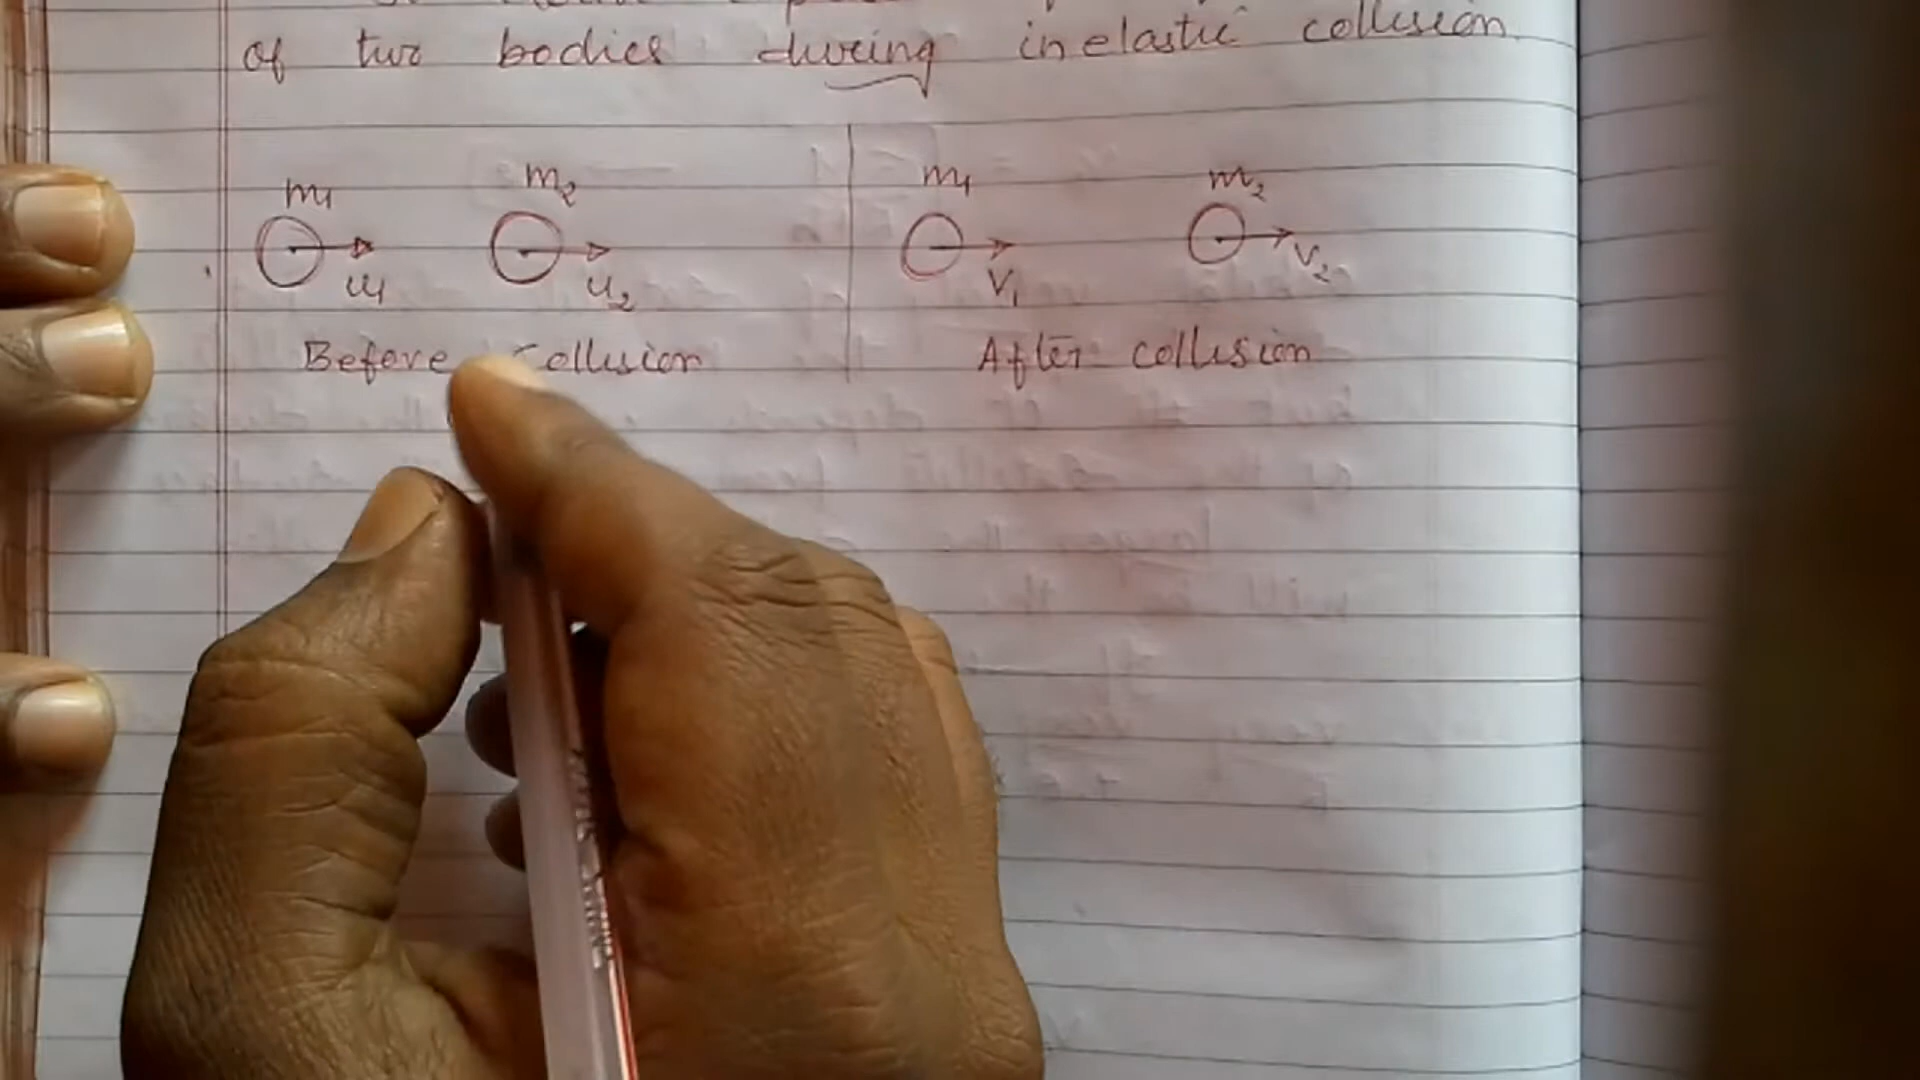 of two bodies during inelastic collision
m1 m2 m1 m2
u1 u2 V1 V2
Before Collision After collision